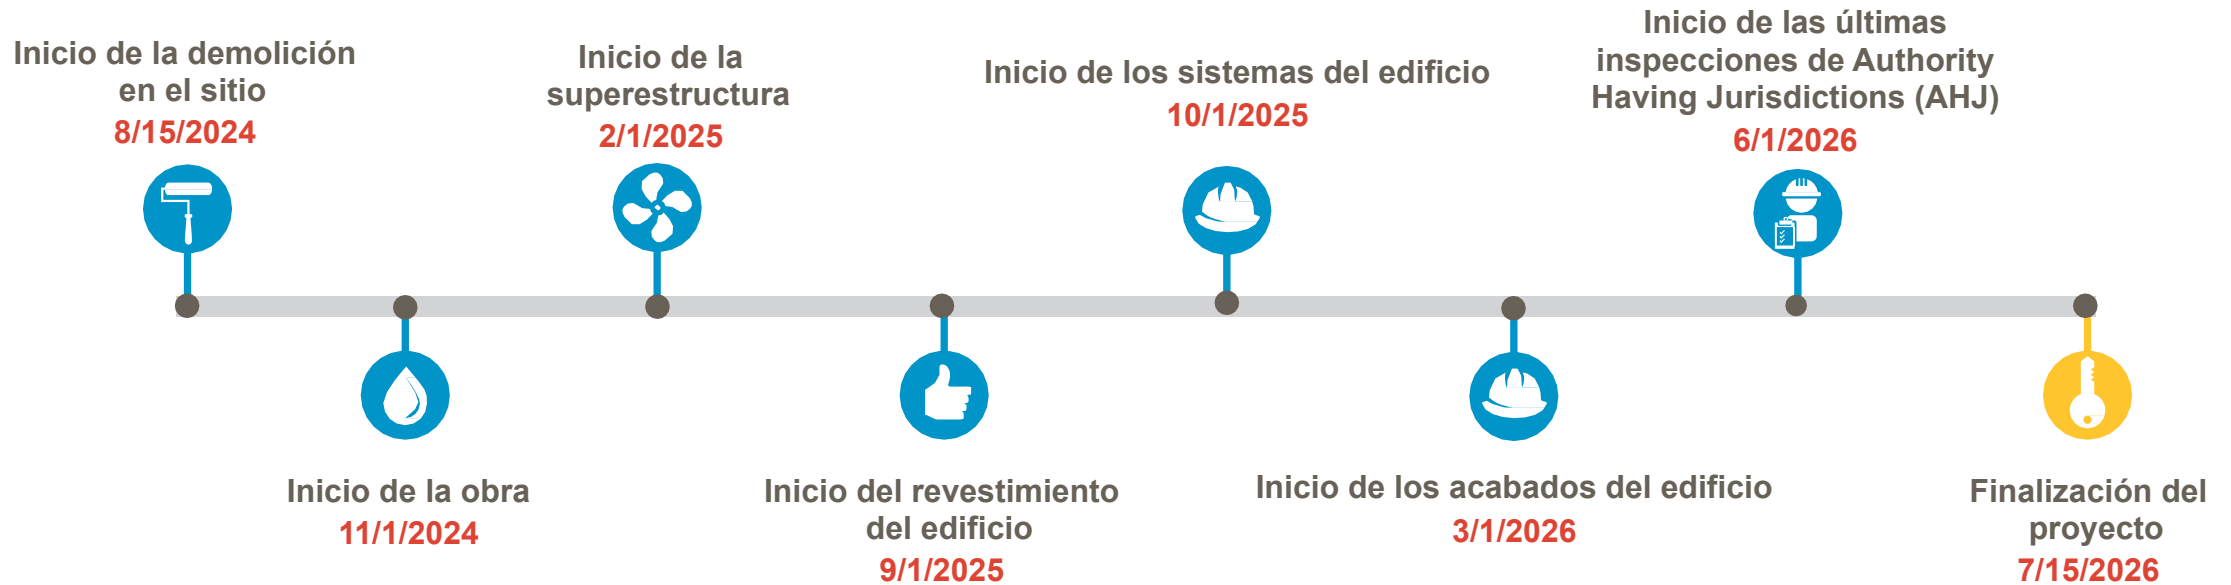 Inicio de la demolición
en el sitio
8/15/2024
Inicio de la obra
11/1/2024
Inicio de la
superestructura
2/1/2025
Inicio del revestimiento
del edificio
9/1/2025
Inicio de los sistemas del edificio
10/1/2025
Inicio de los acabados del edificio
3/1/2026
Inicio de las últimas
inspecciones de Authority
Having Jurisdictions (AHJ)
6/1/2026
Finalización del
proyecto
7/15/2026